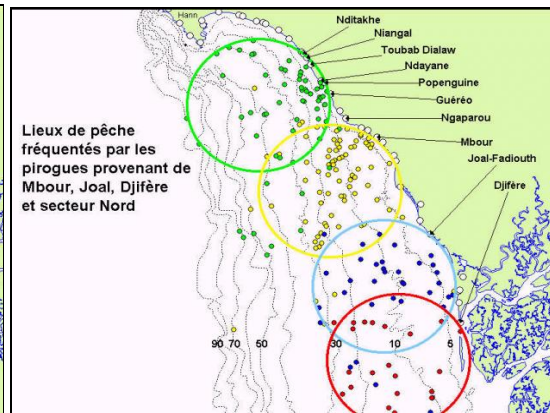 Hann
Nditakhe
Niangal
Toubab Dialaw
Ndayane
Popenguine
Guéréo
Ngaparou
Mbour
Joal-Fadiouth
Djifère
Lieux de pêche
fréquentés par les
pirogues provenant de
Mbour, Joal, Djifère
et secteur Nord
90 70 50 30 10 5